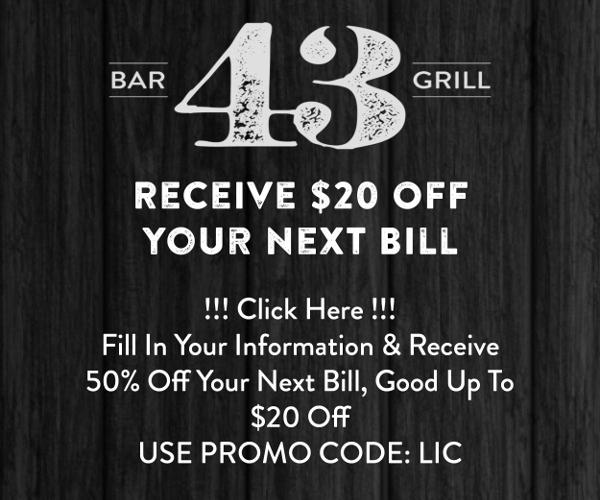 BAR 43 GRILL
RECEIVE $20 OFF
YOUR NEXT BILL
!!! Click Here !!!
Fill In Your Information & Receive
50% Off Your Next Bill, Good Up To
$20 Off
USE PROMO CODE: LIC